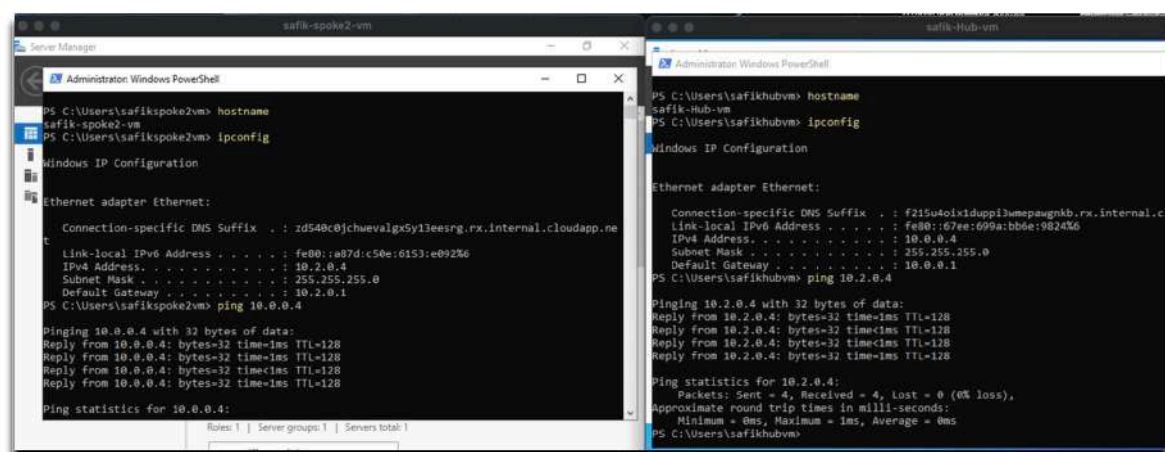 safik-spoke2-vm
Server Manager
Administrator: Windows PowerShell
PS C:\Users\safikspoke2vm> hostname
safik-spoke2-vm
PS C:\Users\safikspoke2vm> ipconfig
Windows IP Configuration
Ethernet adapter Ethernet:
Connection-specific DNS Suffix . : zd540c0jchwevalgx5y13eesrg.rx.internal.cloudapp.ne
t
Link-local IPv6 Address . . . . . : fe80::a87d:c50e:6153:e092%6
IPv4 Address. . . . . . . . . . . : 10.2.0.4
Subnet Mask . . . . . . . . . . . : 255.255.255.0
Default Gateway . . . . . . . . . : 10.2.0.1
PS C:\Users\safikspoke2vm> ping 10.0.0.4
Pinging 10.0.0.4 with 32 bytes of data:
Reply from 10.0.0.4: bytes=32 time=1ms TTL=128
Reply from 10.0.0.4: bytes=32 time=1ms TTL=128
Reply from 10.0.0.4: bytes=32 time<1ms TTL=128
Reply from 10.0.0.4: bytes=32 time=1ms TTL=128
Ping statistics for 10.0.0.4:
Roles: 1 | Server groups: 1 | Servers total: 1
safik-Hub-vm
Administrator: Windows PowerShell
PS C:\Users\safikhubvm> hostname
safik-Hub-vm
PS C:\Users\safikhubvm> ipconfig
Windows IP Configuration
Ethernet adapter Ethernet:
Connection-specific DNS Suffix . : f215u4oix1duppi3wmepawgnkb.rx.internal.c
Link-local IPv6 Address . . . . . : fe80::67ee:699a:bb6e:9824%6
IPv4 Address. . . . . . . . . . . : 10.0.0.4
Subnet Mask . . . . . . . . . . . : 255.255.255.0
Default Gateway . . . . . . . . . : 10.0.0.1
PS C:\Users\safikhubvm> ping 10.2.0.4
Pinging 10.2.0.4 with 32 bytes of data:
Reply from 10.2.0.4: bytes=32 time=1ms TTL=128
Reply from 10.2.0.4: bytes=32 time<1ms TTL=128
Reply from 10.2.0.4: bytes=32 time<1ms TTL=128
Reply from 10.2.0.4: bytes=32 time=1ms TTL=128
Ping statistics for 10.2.0.4:
Packets: Sent = 4, Received = 4, Lost = 0 (0% loss),
Approximate round trip times in milli-seconds:
Minimum = 0ms, Maximum = 1ms, Average = 0ms
PS C:\Users\safikhubvm>